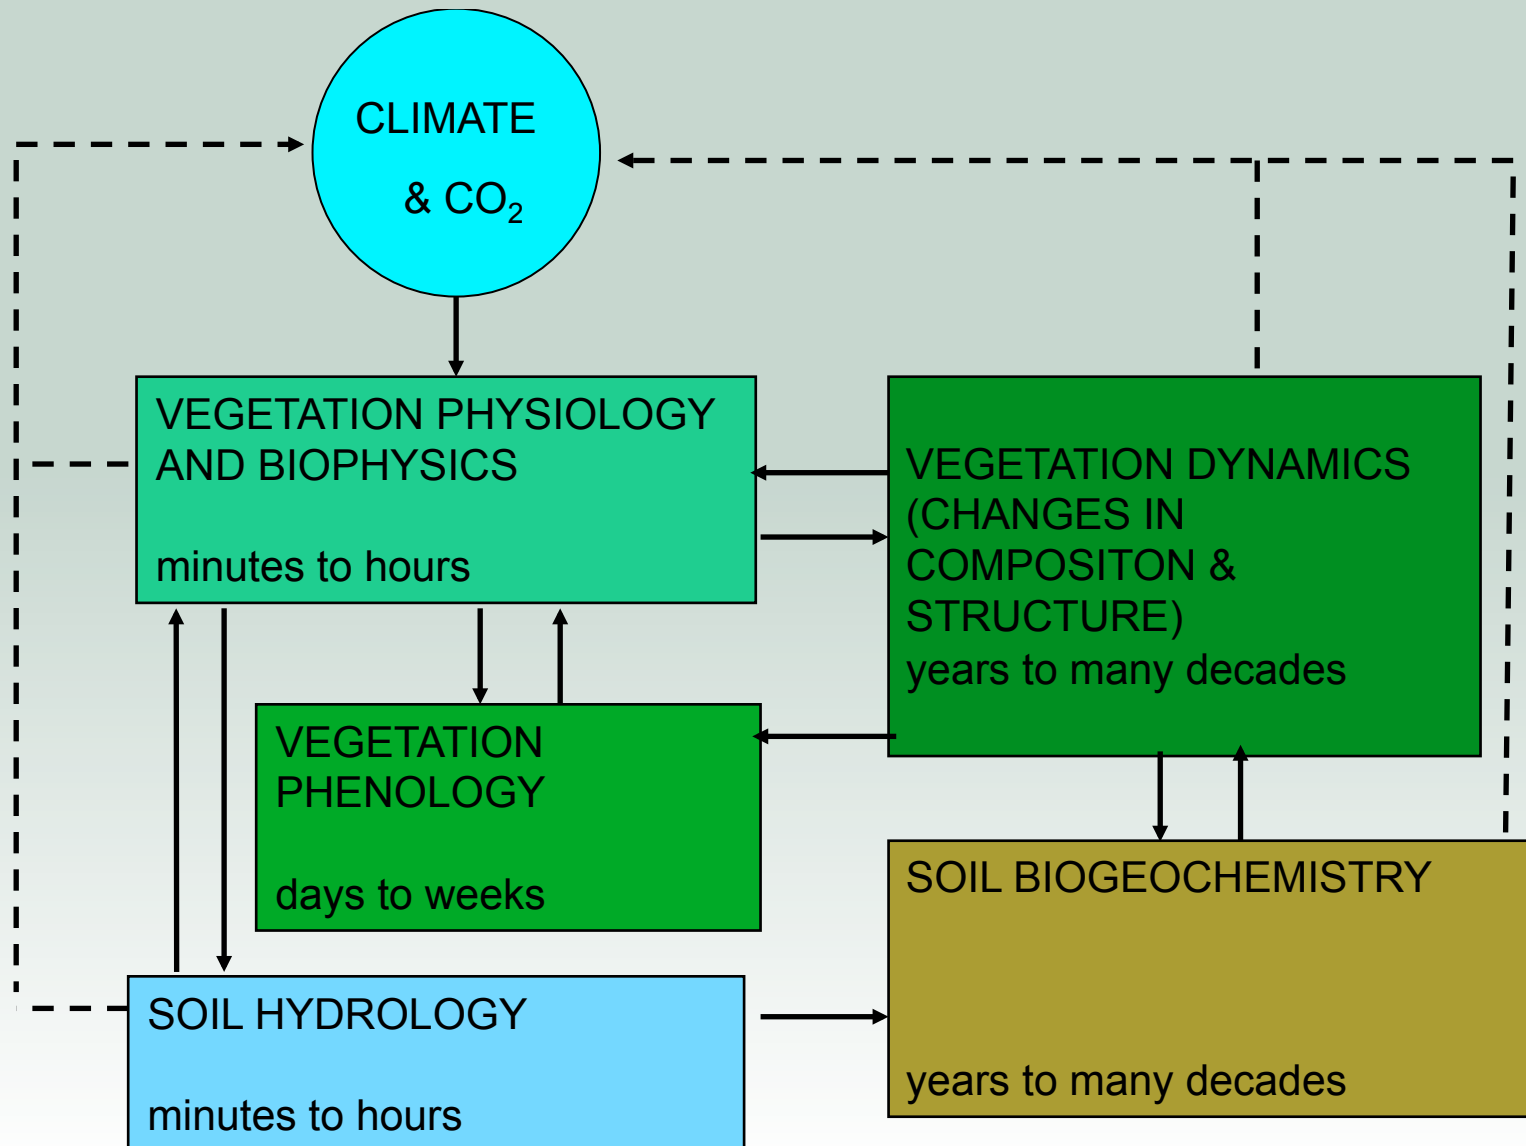 CLIMATE
& CO₂
VEGETATION PHYSIOLOGY
AND BIOPHYSICS
minutes to hours
VEGETATION DYNAMICS
(CHANGES IN
COMPOSITON &
STRUCTURE)
years to many decades
VEGETATION
PHENOLOGY
days to weeks
SOIL BIOGEOCHEMISTRY
years to many decades
SOIL HYDROLOGY
minutes to hours